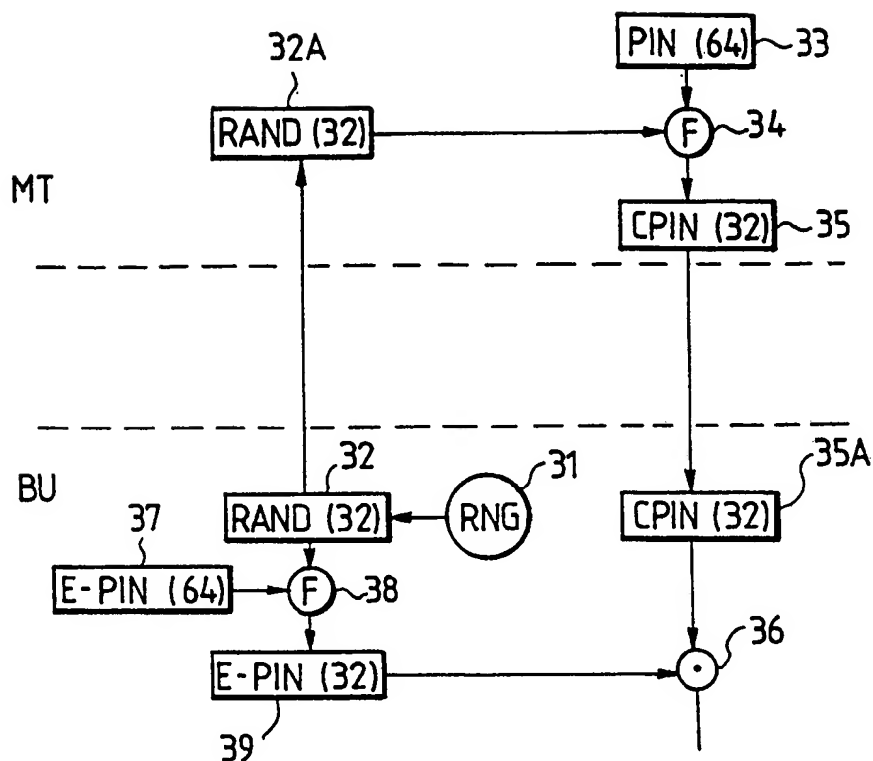 PIN (64) 33
32A
RAND (32) F 34
MT
CPIN (32) 35
32 31 35A
BU
RAND (32) RNG CPIN (32)
37
E-PIN (64) F 38
36
E-PIN (32)
39